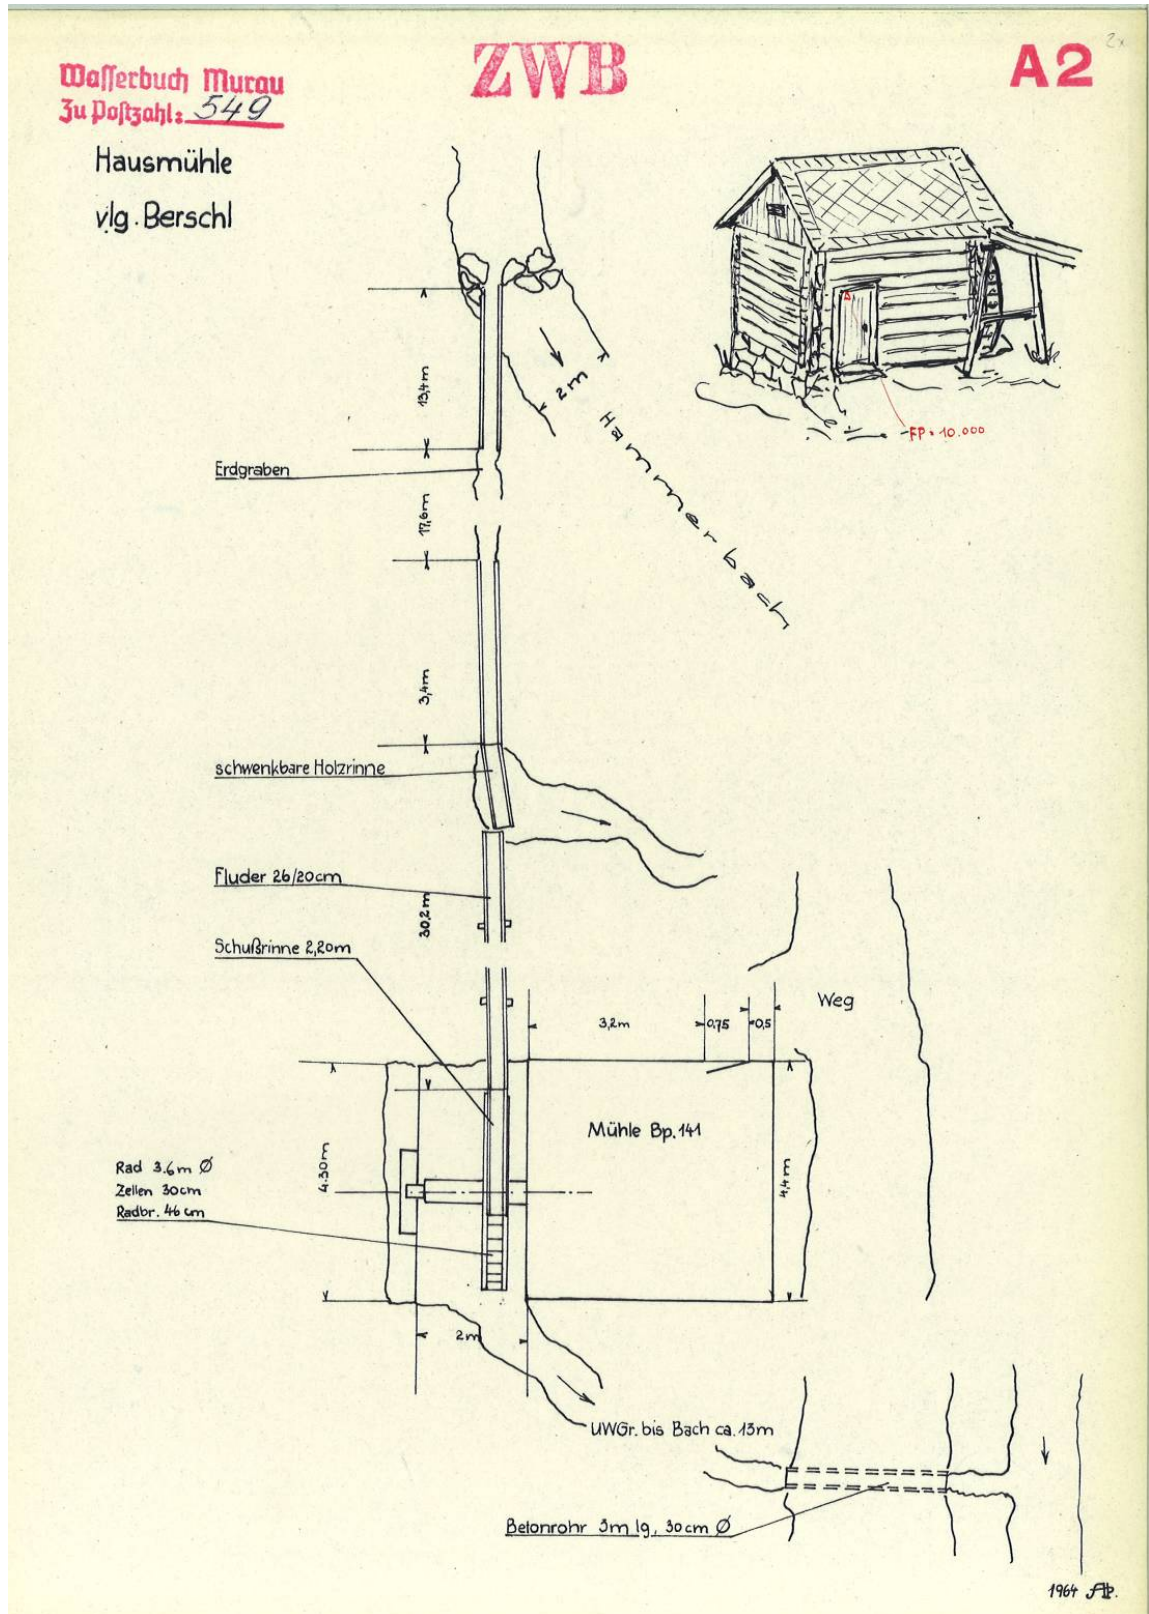 ZWB
A2
2x
Wasserbuch Murau
Zu Postzahl: 549
Hausmühle
vlg. Berschl
FP = 10.000
13,4m
2m
Hammerbach
Erdgraben
17,6m
3,4m
schwenkbare Holzrinne
Fluder 26/20cm
30,2m
Schußrinne 2,20m
Weg
3,2m
0,75
0,5
Mühle Bp. 141
4.30m
4,4m
Rad 3.6m Ø
Zellen 30cm
Radbr. 46cm
2m
UWGr. bis Bach ca. 13m
Betonrohr 3m lg, 30cm Ø
1964